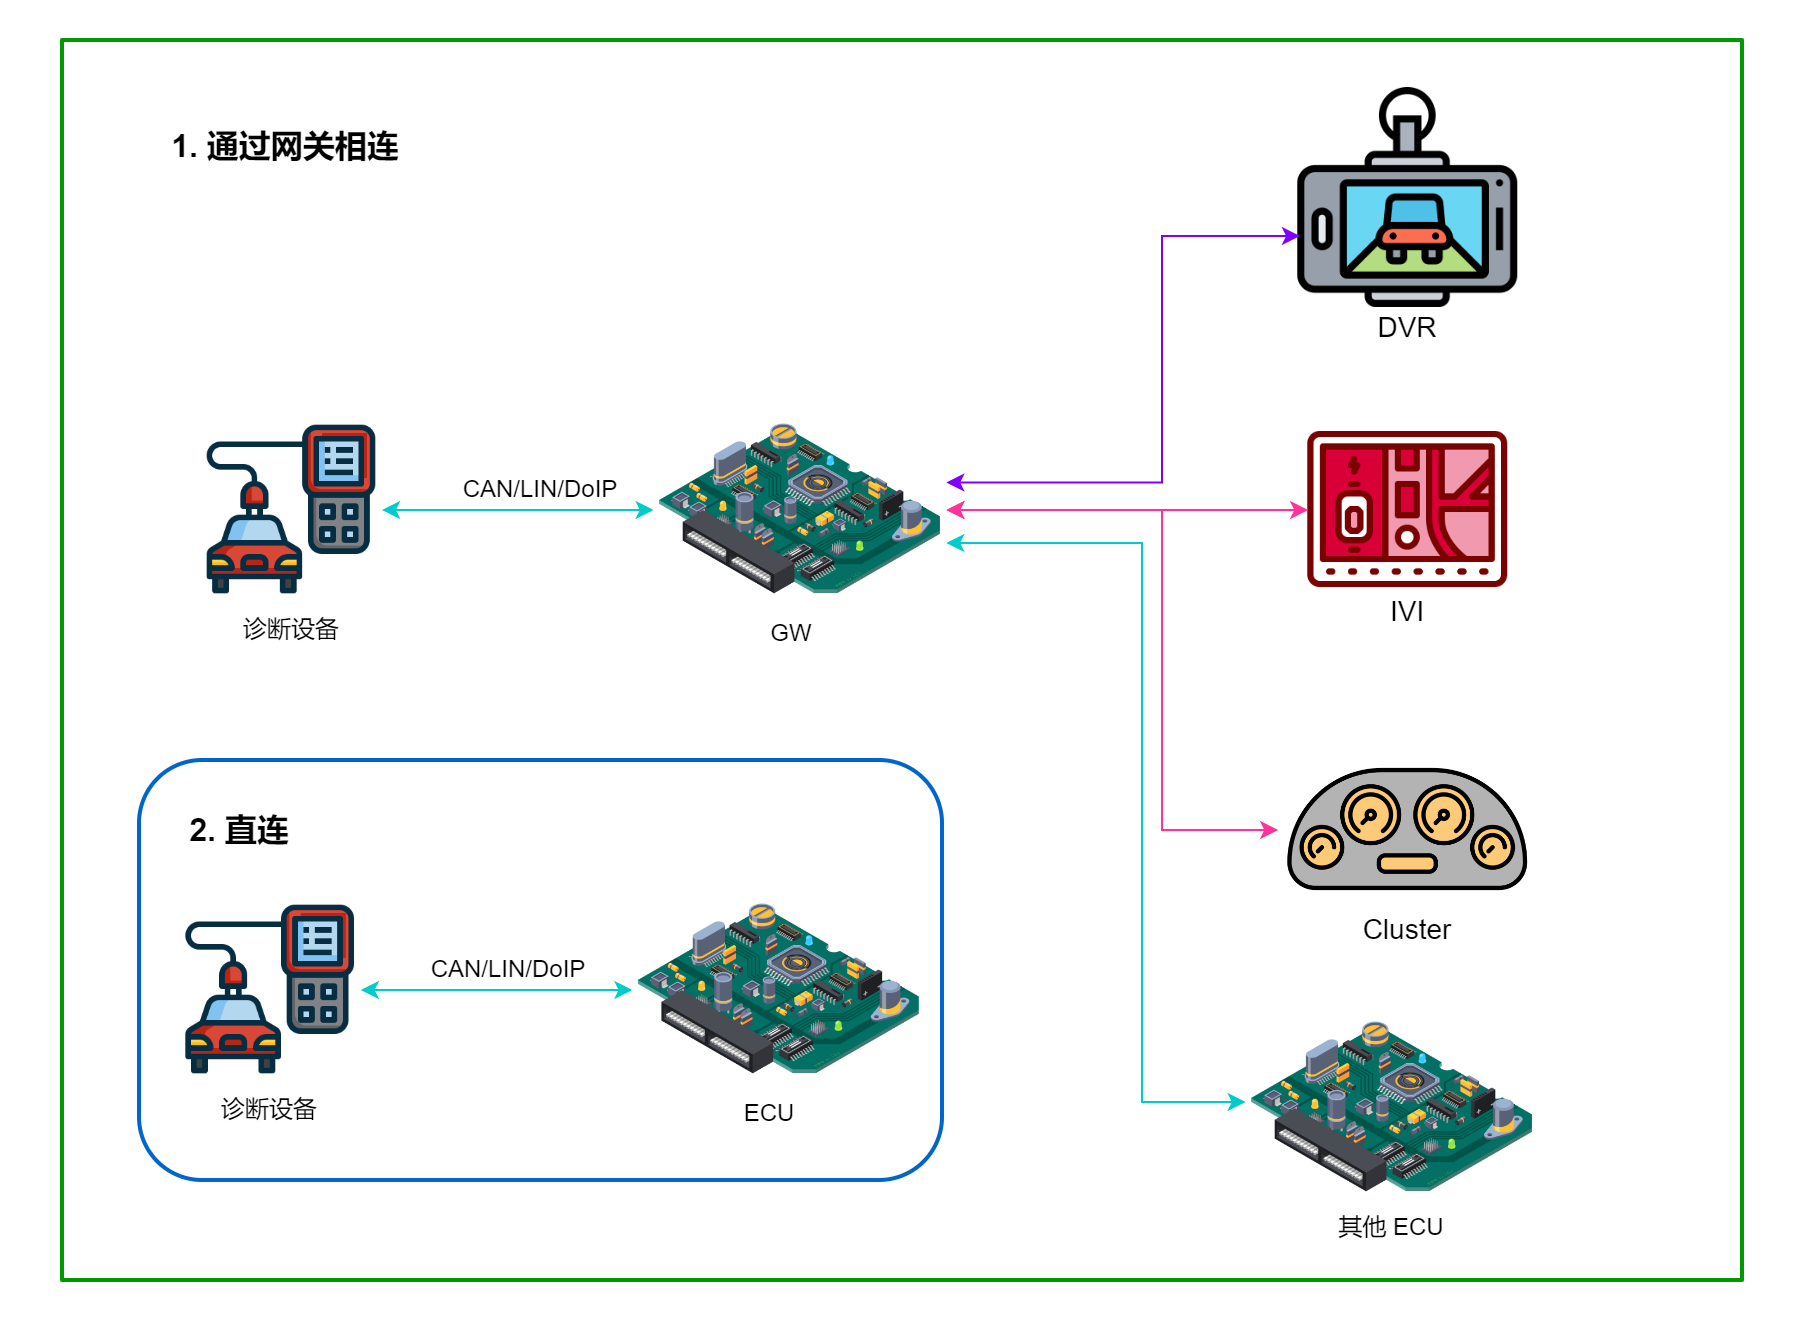 1. 通过网关相连
DVR
CAN/LIN/DoIP
诊断设备
GW
IVI
2. 直连
CAN/LIN/DoIP
诊断设备
ECU
Cluster
其他 ECU